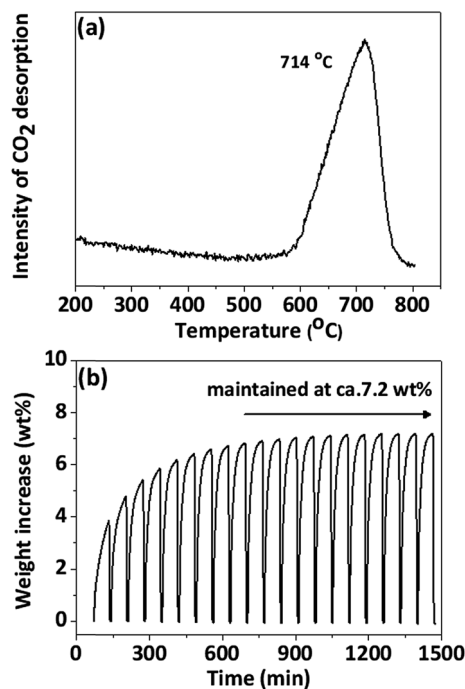 (a)
714 °C
Intensity of CO2 desorption
200 300 400 500 600 700 800
Temperature (°C)
(b)
maintained at ca.7.2 wt%
Weight increase (wt%)
10
8
6
4
2
0
0 300 600 900 1200 1500
Time (min)